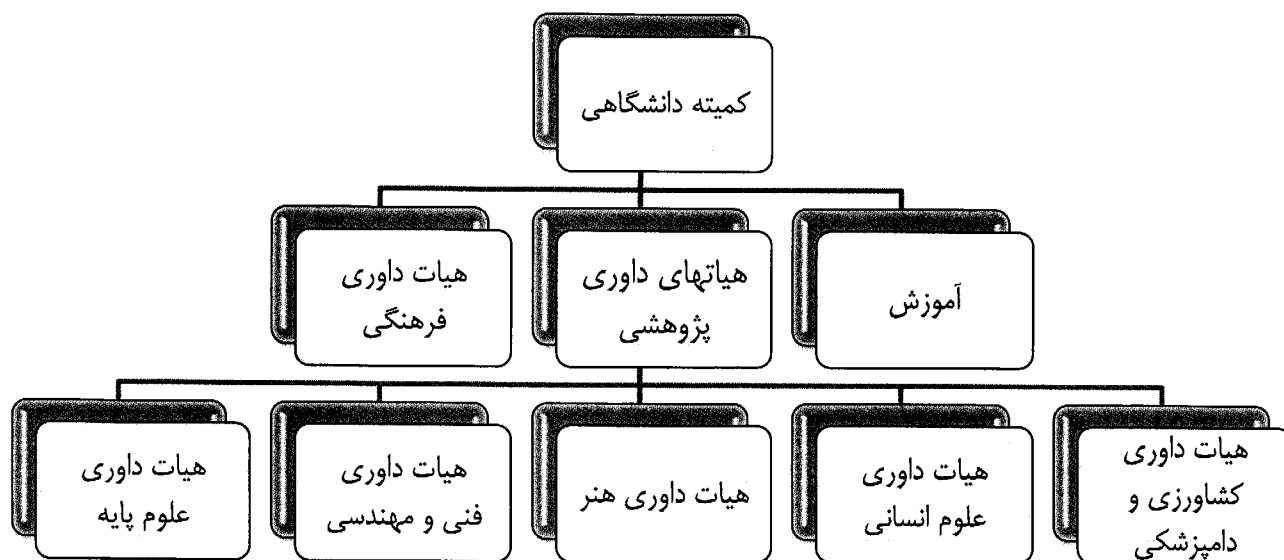 کمیته دانشگاهی
آموزش
هیاتهای داوری
پژوهشی
هیات داوری
فرهنگی
هیات داوری
کشاورزی و
دامپزشکی
هیات داوری
علوم انسانی
هیات داوری هنر
هیات داوری
فنی و مهندسی
هیات داوری
علوم پایه